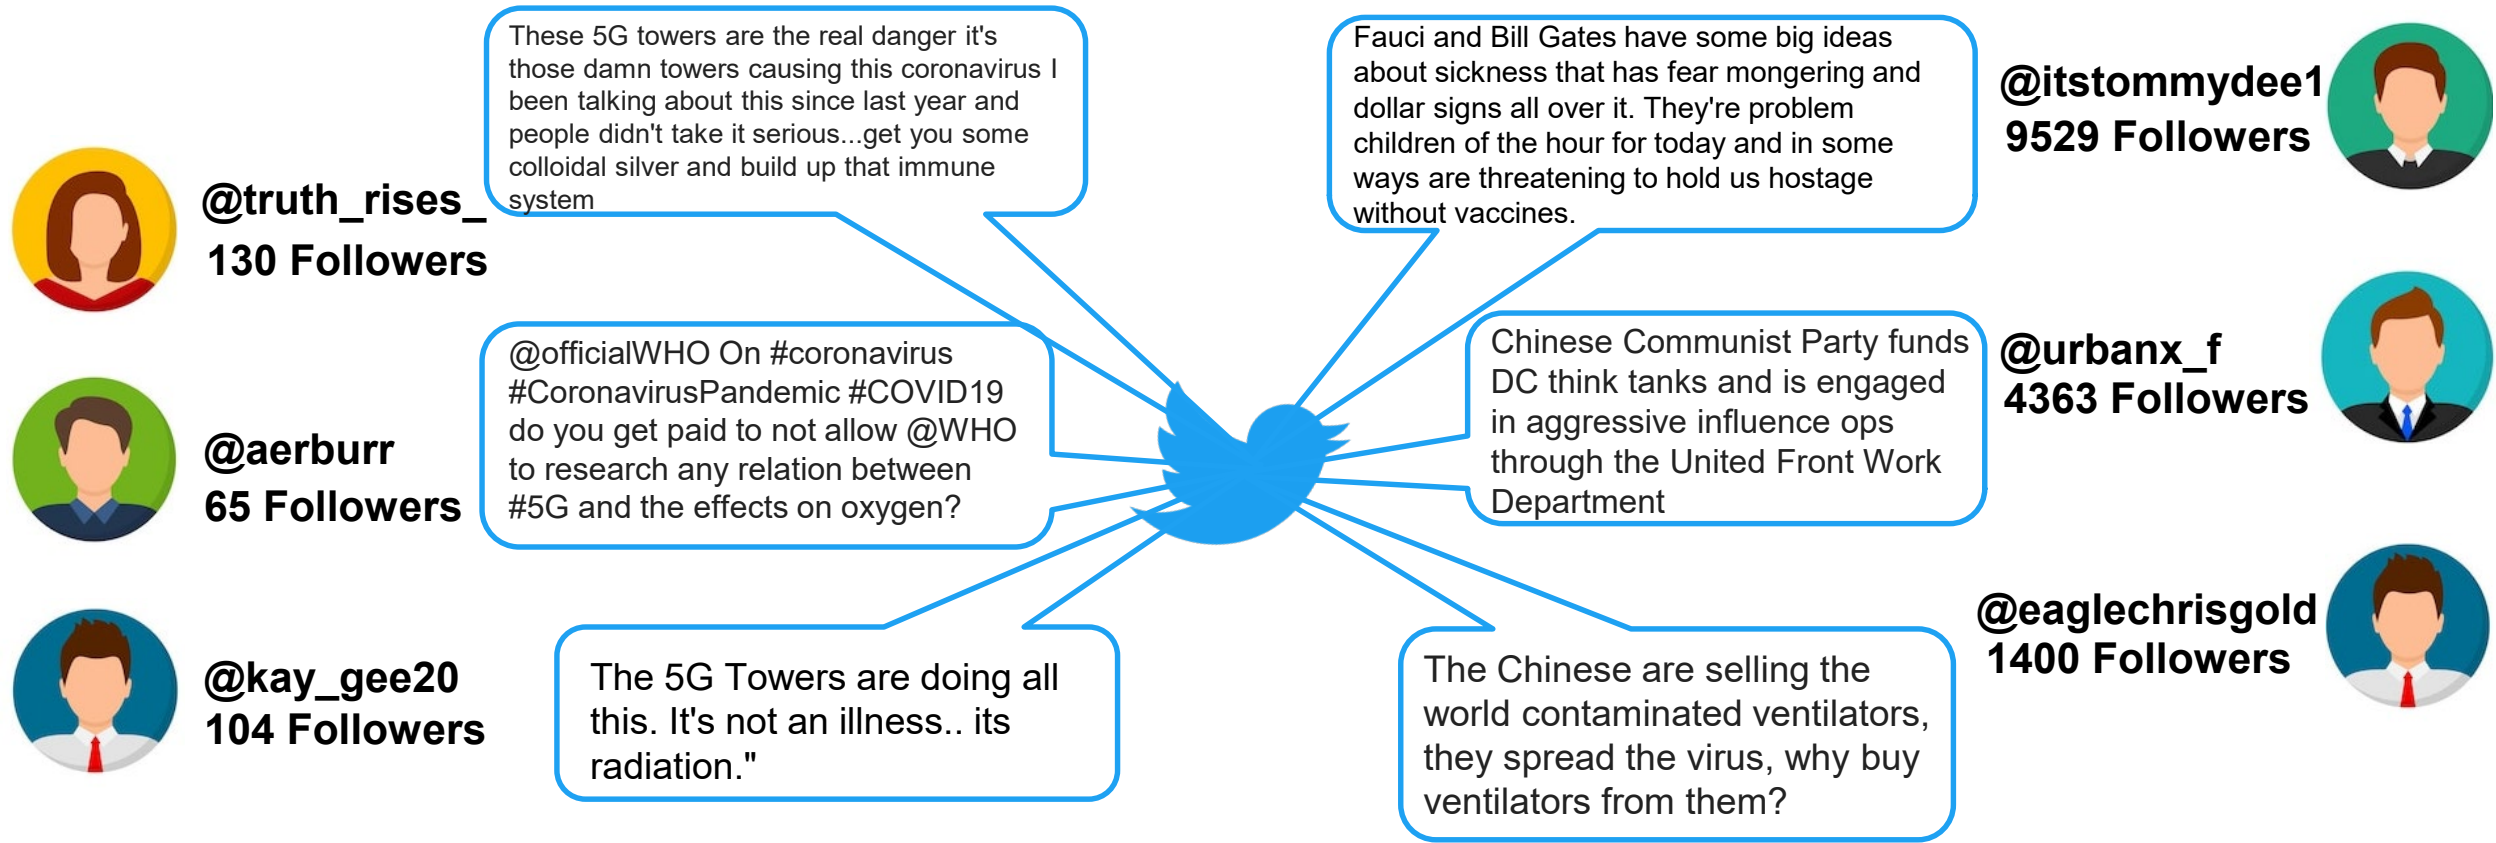 These 5G towers are the real danger it's
those damn towers causing this coronavirus I
been talking about this since last year and
people didn't take it serious...get you some
colloidal silver and build up that immune
system
@truth_rises_
130 Followers
@officialWHO On #coronavirus
#CoronavirusPandemic #COVID19
do you get paid to not allow @WHO
to research any relation between
#5G and the effects on oxygen?
@aerburr
65 Followers
The 5G Towers are doing all
this. It's not an illness.. its
radiation."
@kay_gee20
104 Followers
Fauci and Bill Gates have some big ideas
about sickness that has fear mongering and
dollar signs all over it. They're problem
children of the hour for today and in some
ways are threatening to hold us hostage
without vaccines.
@itstommydee1
9529 Followers
Chinese Communist Party funds
DC think tanks and is engaged
in aggressive influence ops
through the United Front Work
Department
@urbanx_f
4363 Followers
The Chinese are selling the
world contaminated ventilators,
they spread the virus, why buy
ventilators from them?
@eaglechrisgold
1400 Followers